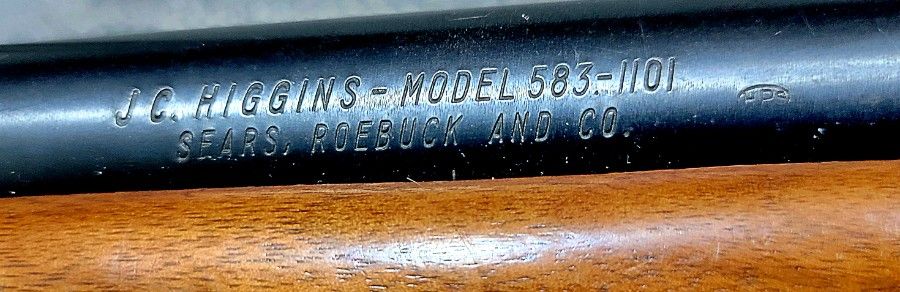 J.C. HIGGINS - MODEL 583.-1101
SEARS, ROEBUCK AND CO.